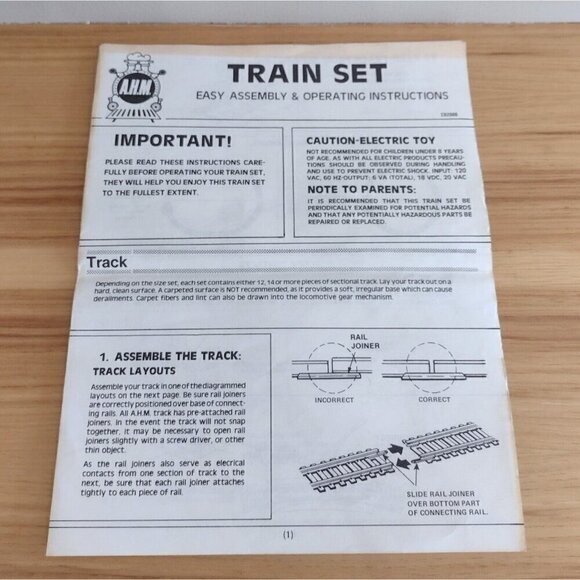 A.H.M.
TRAIN SET
EASY ASSEMBLY & OPERATING INSTRUCTIONS
IMPORTANT!
PLEASE READ THESE INSTRUCTIONS CARE-
FULLY BEFORE OPERATING YOUR TRAIN SET,
THEY WILL HELP YOU ENJOY THIS TRAIN SET
TO THE FULLEST EXTENT.
CAUTION-ELECTRIC TOY
NOT RECOMMENDED FOR CHILDREN UNDER 8 YEARS
OF AGE, AS WITH ALL ELECTRIC PRODUCTS PRECAU-
TIONS SHOULD BE OBSERVED DURING HANDLING
AND USE TO PREVENT ELECTRIC SHOCK. INPUT: 120
VAC, 60 HZ-OUTPUT: 6 VA (TOTAL), 18 VDC, 20 VAC
NOTE TO PARENTS:
IT IS RECOMMENDED THAT THIS TRAIN SET BE
PERIODICALLY EXAMINED FOR POTENTIAL HAZARDS
AND THAT ANY POTENTIALLY HAZARDOUS PARTS BE
REPAIRED OR REPLACED.
Track
Depending on the size set, each set contains either 12, 14 or more pieces of sectional track. Lay your track out on a
hard, clean surface. A carpeted surface is NOT recommended, as it provides a soft, irregular base which can cause
derailments. Carpet fibers and lint can also be drawn into the locomotive gear mechanism.
1. ASSEMBLE THE TRACK:
TRACK LAYOUTS
Assemble your track in one of the diagrammed
layouts on the next page. Be sure rail joiners
are correctly positioned over base of connect-
ing rails. All A.H.M. track has pre-attached rail
joiners. In the event the track will not snap
together, it may be necessary to open rail
joiners slightly with a screw driver, or other
thin object.
As the rail joiners also serve as elecrical
contacts from one section of track to the
next, be sure that each rail joiner attaches
tightly to each piece of rail.
RAIL
JOINER
INCORRECT
CORRECT
SLIDE RAIL JOINER
OVER BOTTOM PART
OF CONNECTING RAIL.
(1)